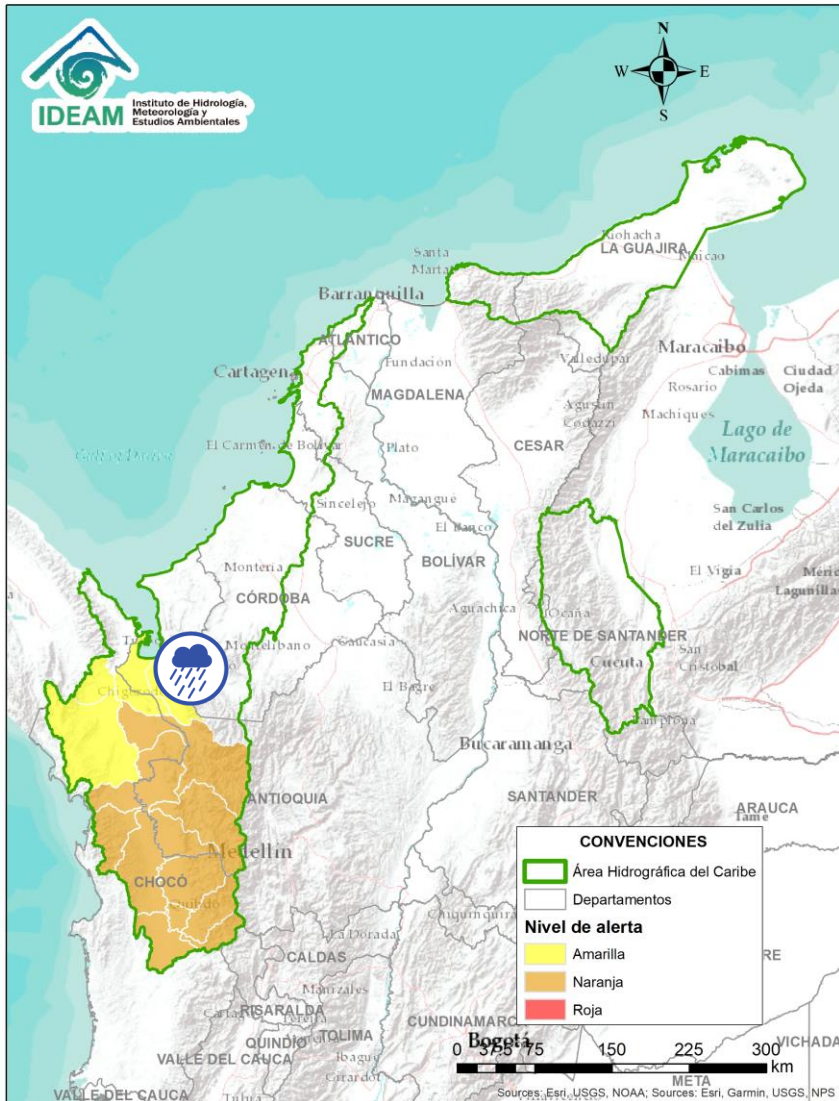 IDEAM
Instituto de Hidrología,
Meteorología y
Estudios Ambientales
N
W E
S
Riohacha
LA GUAJIRA
Maicao
Santa
Marta
Barranquilla
ATLÁNTICO
Cartagena
Fundación
Valledupar
Maracaibo
Cabimas
Ciudad
Ojeda
Rosario
Machiques
MAGDALENA
Agustín
Codazzi
Lago de
Maracaibo
El Carmen de Bolívar
Plato
CESAR
Sincelejo
Magangué
San Carlos
del Zulia
SUCRE
El Banco
BOLÍVAR
Montería
El Vigía
Lagunillas
CÓRDOBA
Aguachica
Ocaña
NORTE DE SANTANDER
Montelíbano
Caucasia
Cúcuta
San
Cristóbal
El Bagre
Pamplona
Bucaramanga
ANTIOQUIA
SANTANDER
ARAUCA
Tame
Medellín
CHOCÓ
Quibdó
Chiquinquirá
La Dorada
CALDAS
Manizales
RISARALDA
Pereira
QUINDÍO
TOLIMA
Ibagué
Girardot
CUNDINAMARCA
Bogotá
VALLE DEL CAUCA
VALLE DEL CAUCA
Tuluá
META
VICHADA
CONVENCIONES
Área Hidrográfica del Caribe
Departamentos
Nivel de alerta
Amarilla
Naranja
Roja
0 37.5 75 150 225 300
km
Sources: Esri, USGS, NOAA; Sources: Esri, Garmin, USGS, NPS